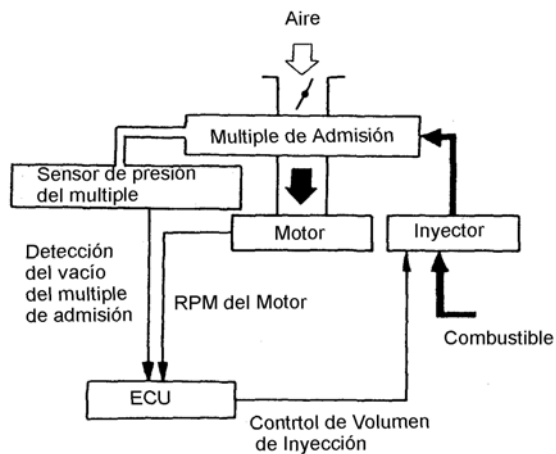 Aire
Multiple de Admisión
Sensor de presión
del multiple
Motor
Inyector
Detección
del vacío
del multiple
de admisión
RPM del Motor
Combustible
ECU
Contrtol de Volumen
de Inyección